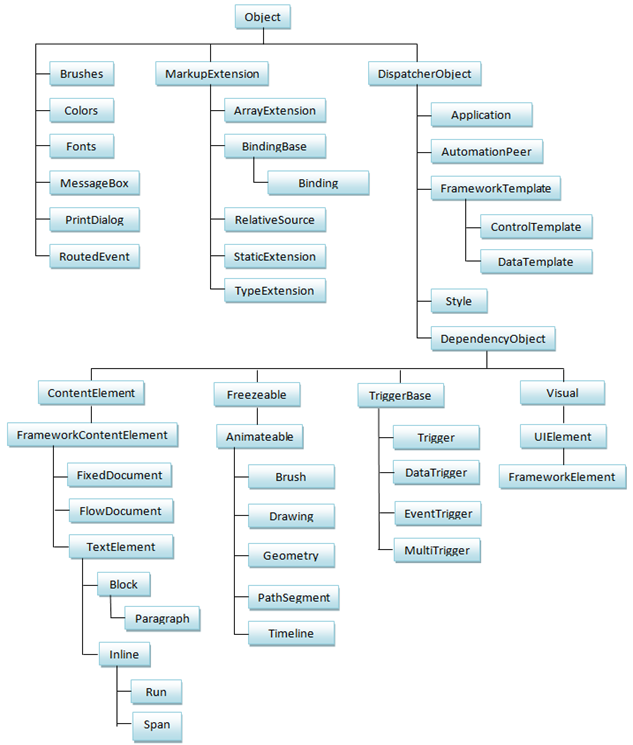 Object
Brushes
Colors
Fonts
MessageBox
PrintDialog
RoutedEvent
MarkupExtension
ArrayExtension
BindingBase
Binding
RelativeSource
StaticExtension
TypeExtension
DispatcherObject
Application
AutomationPeer
FrameworkTemplate
ControlTemplate
DataTemplate
Style
DependencyObject
ContentElement
FrameworkContentElement
FixedDocument
FlowDocument
TextElement
Block
Paragraph
Inline
Run
Span
Freezeable
Animateable
Brush
Drawing
Geometry
PathSegment
Timeline
TriggerBase
Trigger
DataTrigger
EventTrigger
MultiTrigger
Visual
UIElement
FrameworkElement